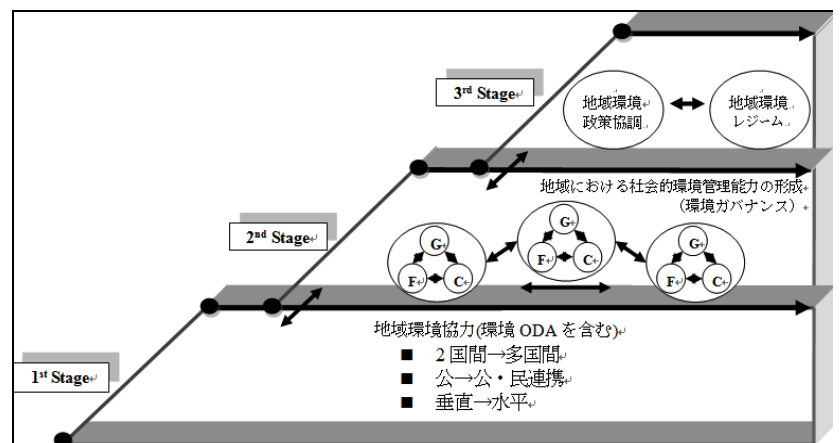 3rd Stage
地域環境
政策協調
地域環境
レジーム
地域における社会的環境管理能力の形成
（環境ガバナンス）
2nd Stage
G
F
C
G
F
C
G
F
C
地域環境協力(環境 ODA を含む)
■ 2 国間→多国間
■ 公→公・民連携
■ 垂直→水平
1st Stage